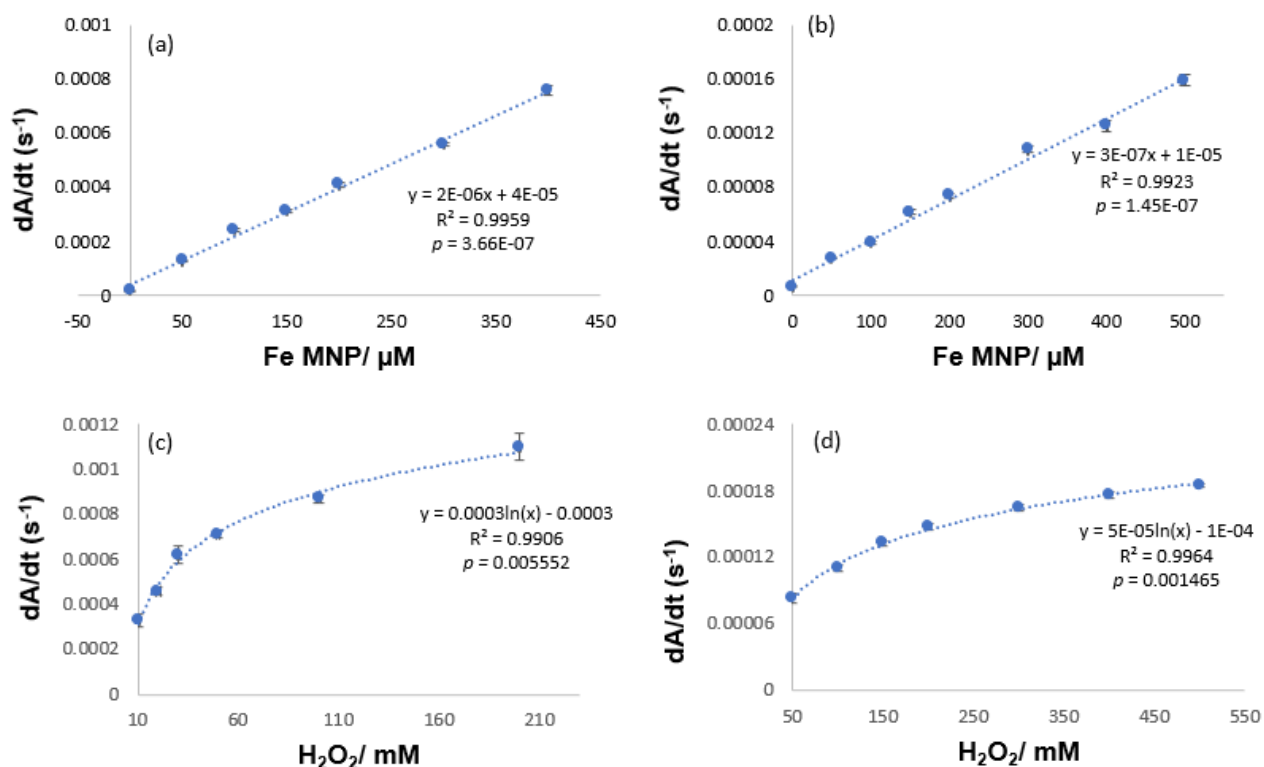 (a)
dA/dt (s⁻¹)
0.001
0.0008
0.0006
0.0004
0.0002
0
y = 2E-06x + 4E-05
R² = 0.9959
p = 3.66E-07
-50 50 150 250 350 450
Fe MNP/ µM
(b)
dA/dt (s⁻¹)
0.0002
0.00016
0.00012
0.00008
0.00004
0
y = 3E-07x + 1E-05
R² = 0.9923
p = 1.45E-07
0 100 200 300 400 500
Fe MNP/ µM
(c)
dA/dt (s⁻¹)
0.0012
0.001
0.0008
0.0006
0.0004
0.0002
0
y = 0.0003ln(x) - 0.0003
R² = 0.9906
p = 0.005552
10 60 110 160 210
H₂O₂/ mM
(d)
dA/dt (s⁻¹)
0.00024
0.00018
0.00012
0.00006
0
y = 5E-05ln(x) - 1E-04
R² = 0.9964
p = 0.001465
50 150 250 350 450 550
H₂O₂/ mM